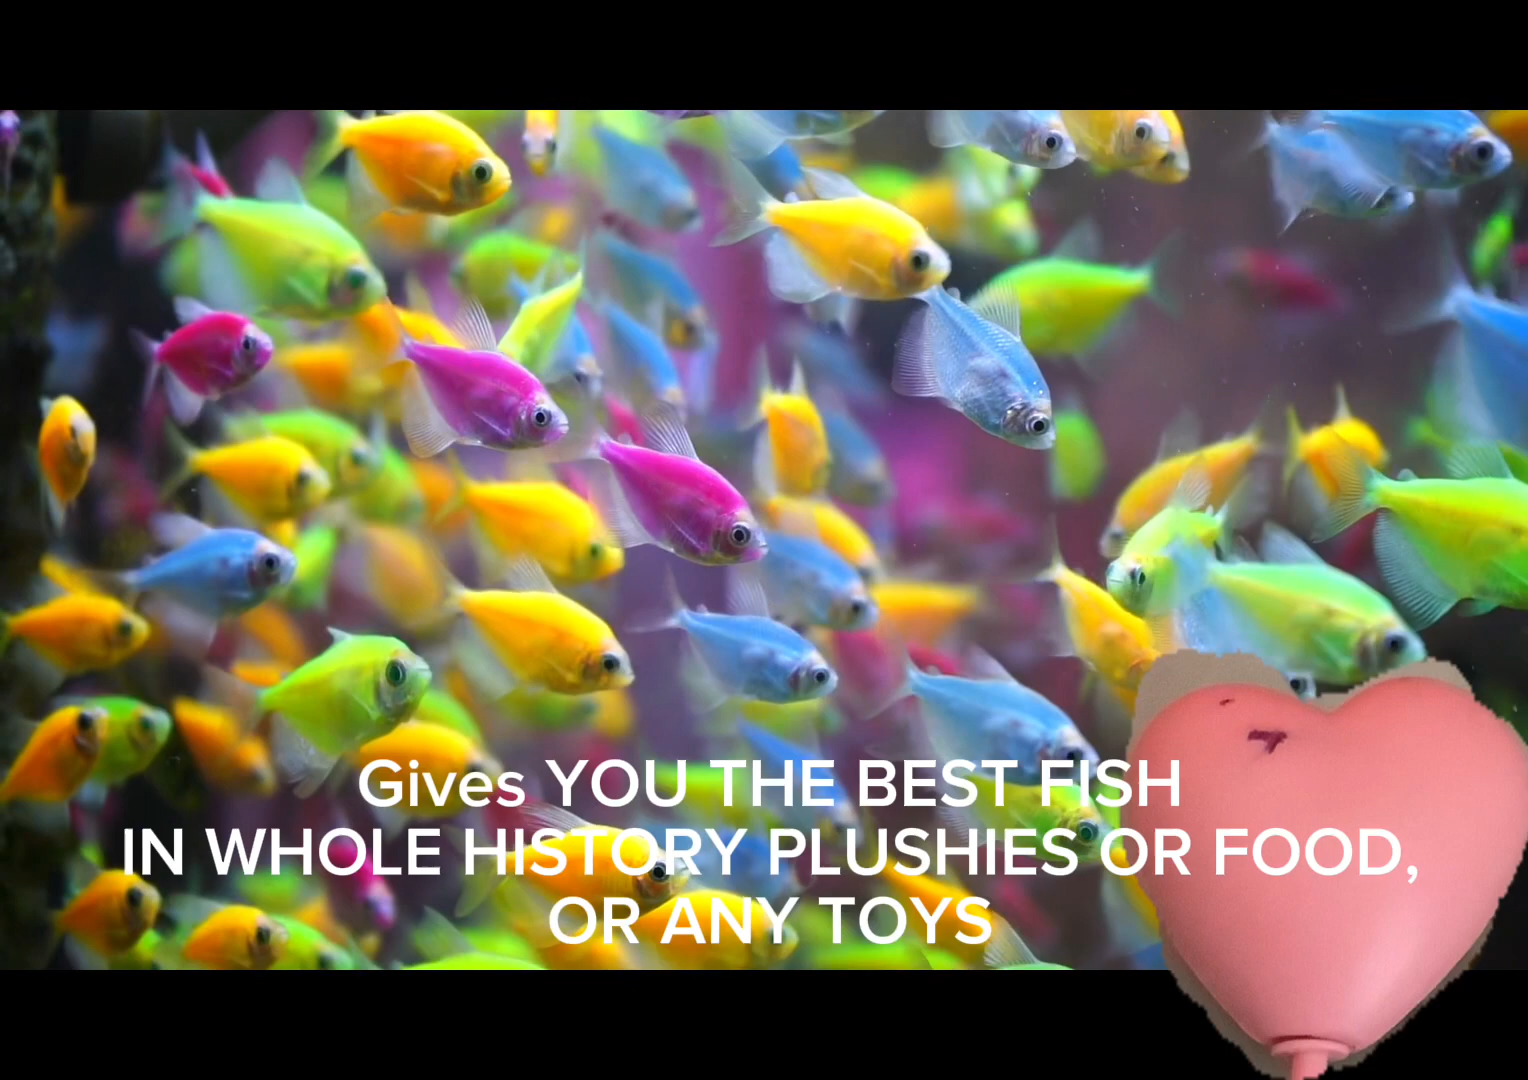 Gives YOU THE BEST FISH
IN WHOLE HISTORY PLUSHIES OR FOOD,
OR ANY TOYS